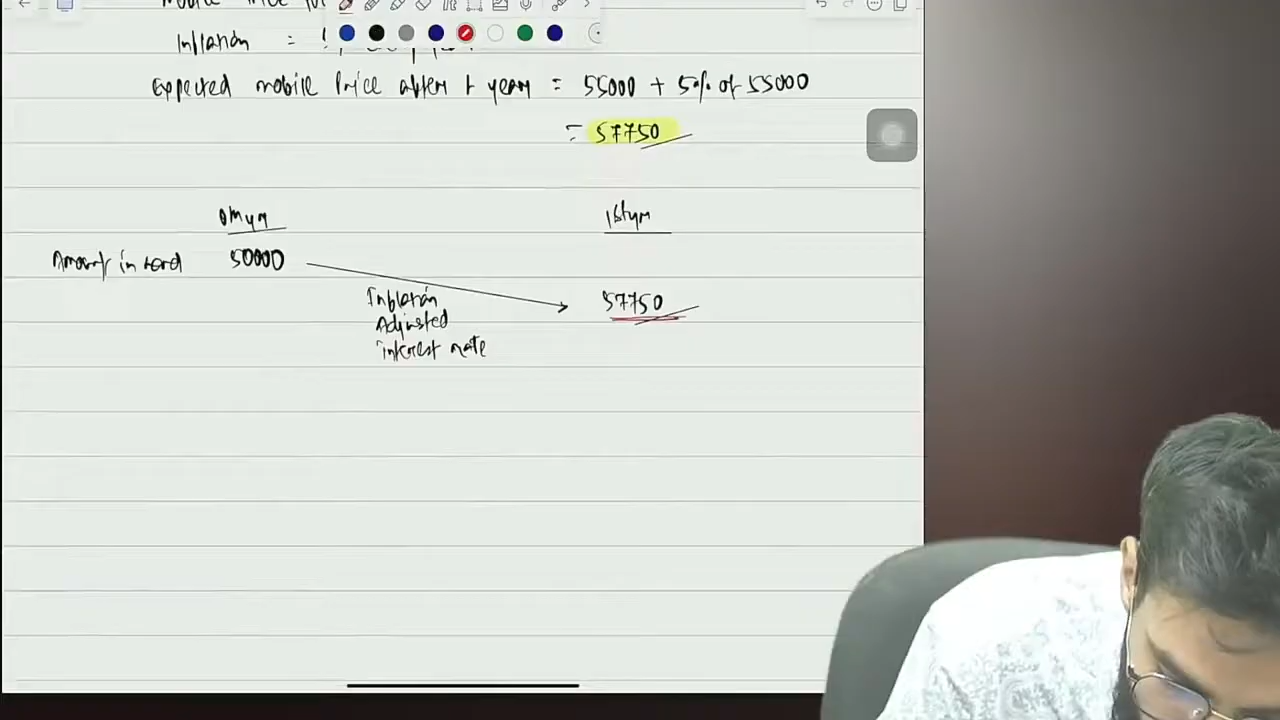 Inflation =
Expected mobile Price after 1 year = 55000 + 5% of 55000
= 57750
0th yr 1st yr
Amount in hand 50000
Inflation 57750
Adjusted
interest rate